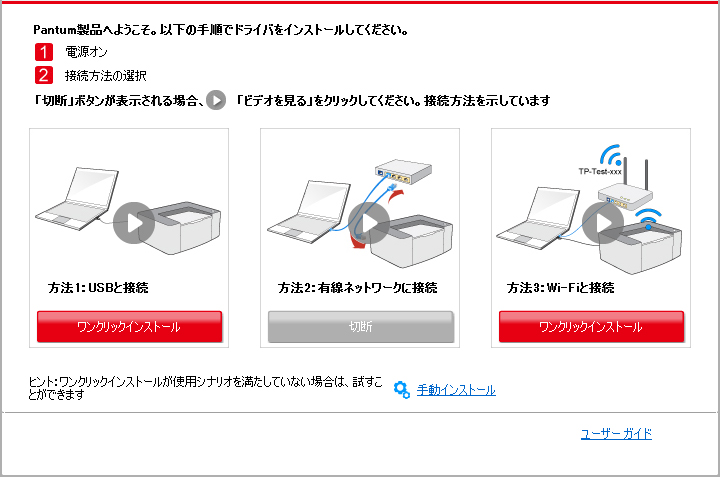 Pantum製品へようこそ。以下の手順でドライバをインストールしてください。
1 電源オン
2 接続方法の選択
「切断」ボタンが表示される場合、 「ビデオを見る」をクリックしてください。接続方法を示しています
TP-Test-xxx
方法1：USBと接続
方法2：有線ネットワークに接続
方法3：Wi-Fiと接続
ワンクリックインストール
切断
ワンクリックインストール
ヒント：ワンクリックインストールが使用シナリオを満たしていない場合は、試すこ
とができます
手動インストール
ユーザー ガイド